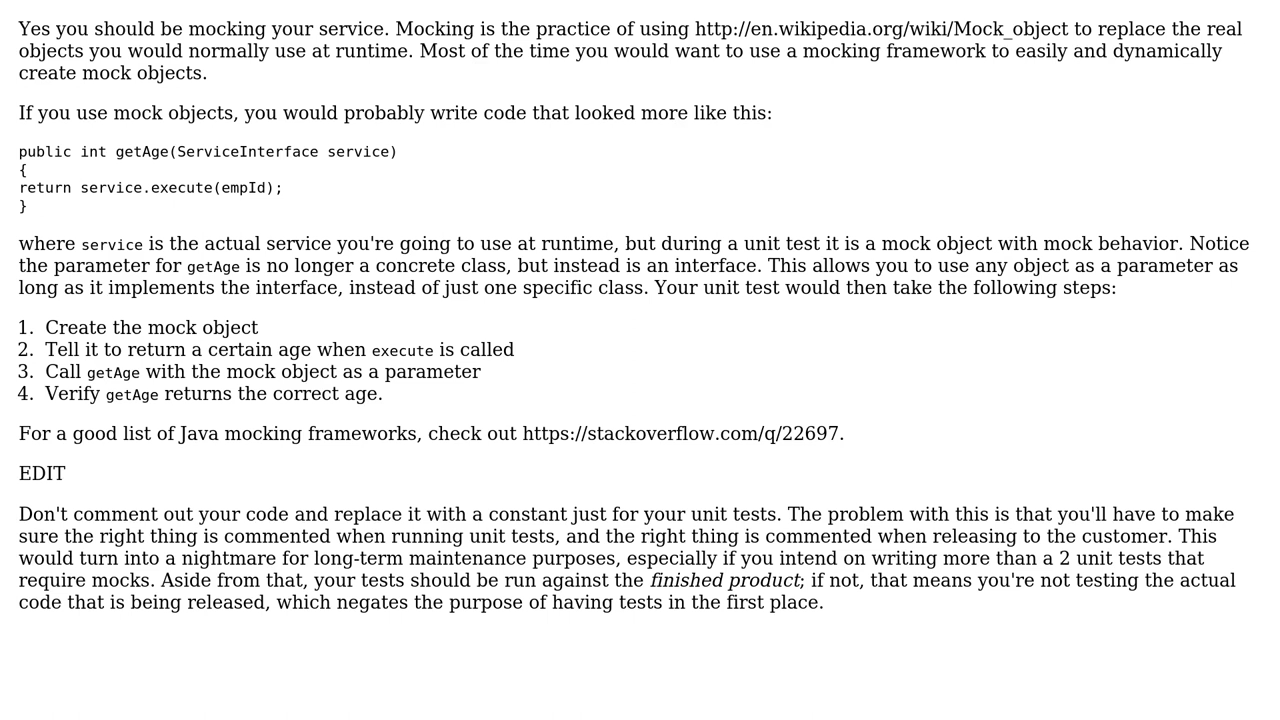 Yes you should be mocking your service. Mocking is the practice of using http://en.wikipedia.org/wiki/Mock_object to replace the real
objects you would normally use at runtime. Most of the time you would want to use a mocking framework to easily and dynamically
create mock objects.
If you use mock objects, you would probably write code that looked more like this:
public int getAge(ServiceInterface service)
{
return service.execute(empId);
}
where service is the actual service you're going to use at runtime, but during a unit test it is a mock object with mock behavior. Notice
the parameter for getAge is no longer a concrete class, but instead is an interface. This allows you to use any object as a parameter as
long as it implements the interface, instead of just one specific class. Your unit test would then take the following steps:
1. Create the mock object
2. Tell it to return a certain age when execute is called
3. Call getAge with the mock object as a parameter
4. Verify getAge returns the correct age.
For a good list of Java mocking frameworks, check out https://stackoverflow.com/q/22697.
EDIT
Don't comment out your code and replace it with a constant just for your unit tests. The problem with this is that you'll have to make
sure the right thing is commented when running unit tests, and the right thing is commented when releasing to the customer. This
would turn into a nightmare for long-term maintenance purposes, especially if you intend on writing more than a 2 unit tests that
require mocks. Aside from that, your tests should be run against the finished product; if not, that means you're not testing the actual
code that is being released, which negates the purpose of having tests in the first place.